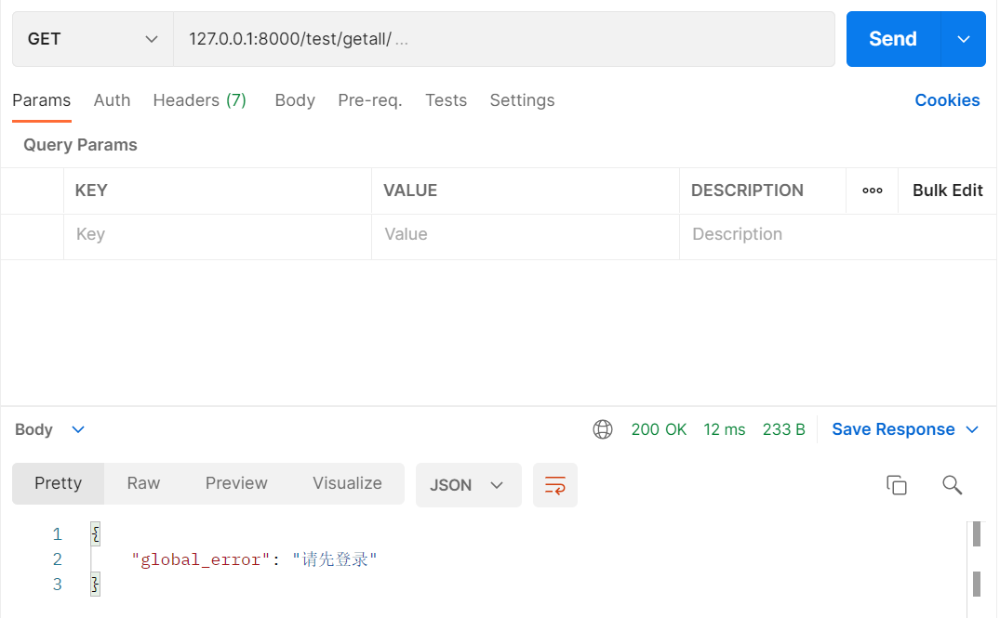 GET 127.0.0.1:8000/test/getall/ ... Send
Params Auth Headers (7) Body Pre-req. Tests Settings Cookies
Query Params
KEY VALUE DESCRIPTION ooo Bulk Edit
Key Value Description
Body 200 OK 12 ms 233 B Save Response
Pretty Raw Preview Visualize JSON
1 {
2 "global_error": "请先登录"
3 }